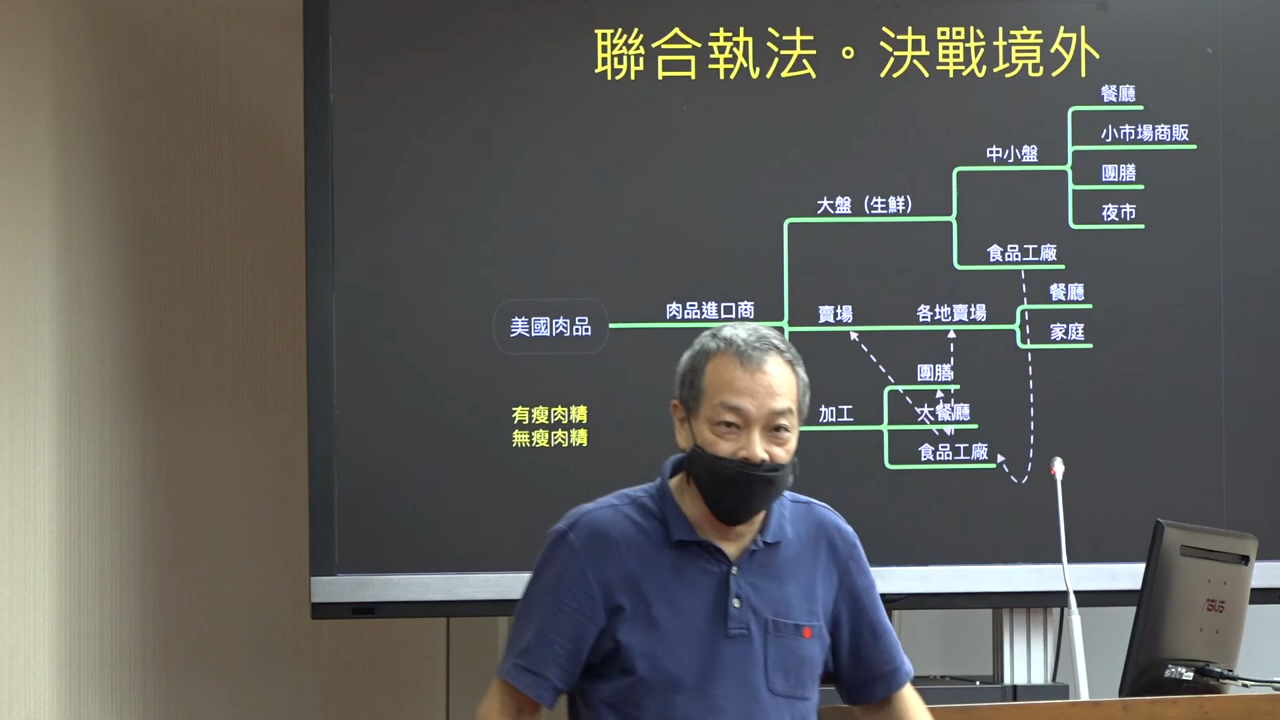 聯合執法。決戰境外
餐廳
小市場商販
中小盤
團膳
大盤（生鮮）
夜市
食品工廠
餐廳
肉品進口商
賣場
各地賣場
美國肉品
家庭
團膳
有瘦肉精
無瘦肉精
加工
大餐廳
食品工廠
ASUS